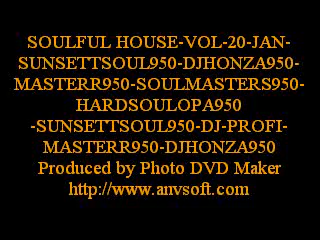 SOULFUL HOUSE-VOL-20-JAN-
SUNSETTSOUL950-DJHONZA950-
MASTERR950-SOULMASTERS950-
HARDSOULOPA950
-SUNSETTSOUL950-DJ-PROFI-
MASTERR950-DJHONZA950
Produced by Photo DVD Maker
http://www.anvsoft.com